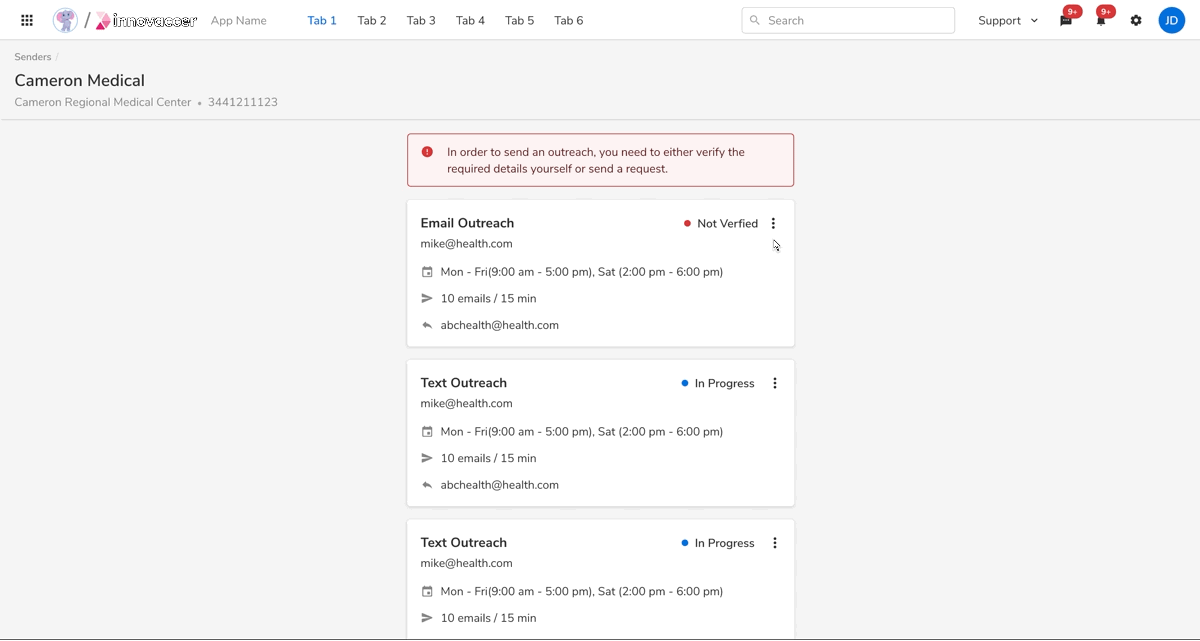 / innovaccer App Name Tab 1 Tab 2 Tab 3 Tab 4 Tab 5 Tab 6 Search Support 9+ 9+ JD
Senders /
Cameron Medical
Cameron Regional Medical Center • 3441211123
In order to send an outreach, you need to either verify the
required details yourself or send a request.
Email Outreach Not Verfied
mike@health.com
Mon - Fri(9:00 am - 5:00 pm), Sat (2:00 pm - 6:00 pm)
10 emails / 15 min
abchealth@health.com
Text Outreach In Progress
mike@health.com
Mon - Fri(9:00 am - 5:00 pm), Sat (2:00 pm - 6:00 pm)
10 emails / 15 min
abchealth@health.com
Text Outreach In Progress
mike@health.com
Mon - Fri(9:00 am - 5:00 pm), Sat (2:00 pm - 6:00 pm)
10 emails / 15 min